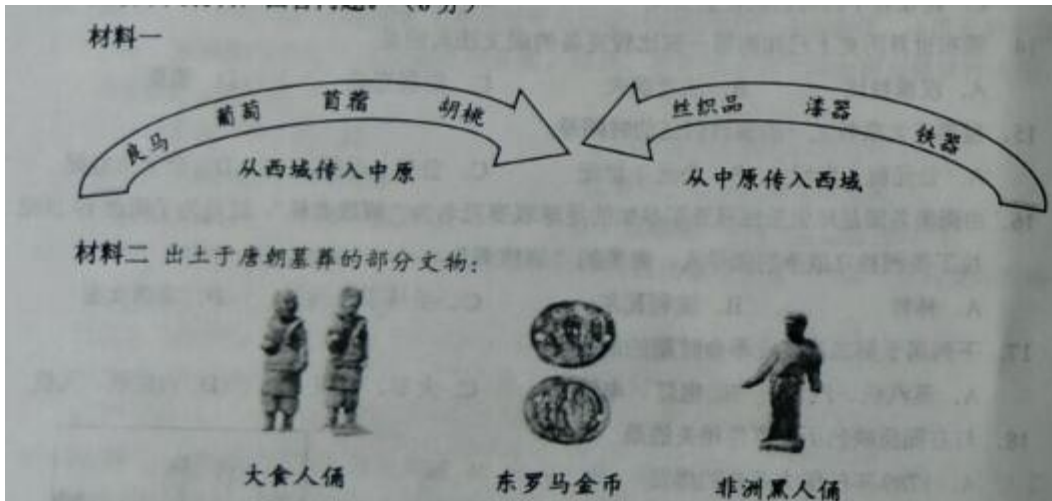 材料一
良马 葡萄 苜蓿 胡桃
丝织品 漆器 铁器
从西域传入中原
从中原传入西域
材料二 出土于唐朝墓葬的部分文物:
大食人俑 东罗马金币 非洲黑人俑